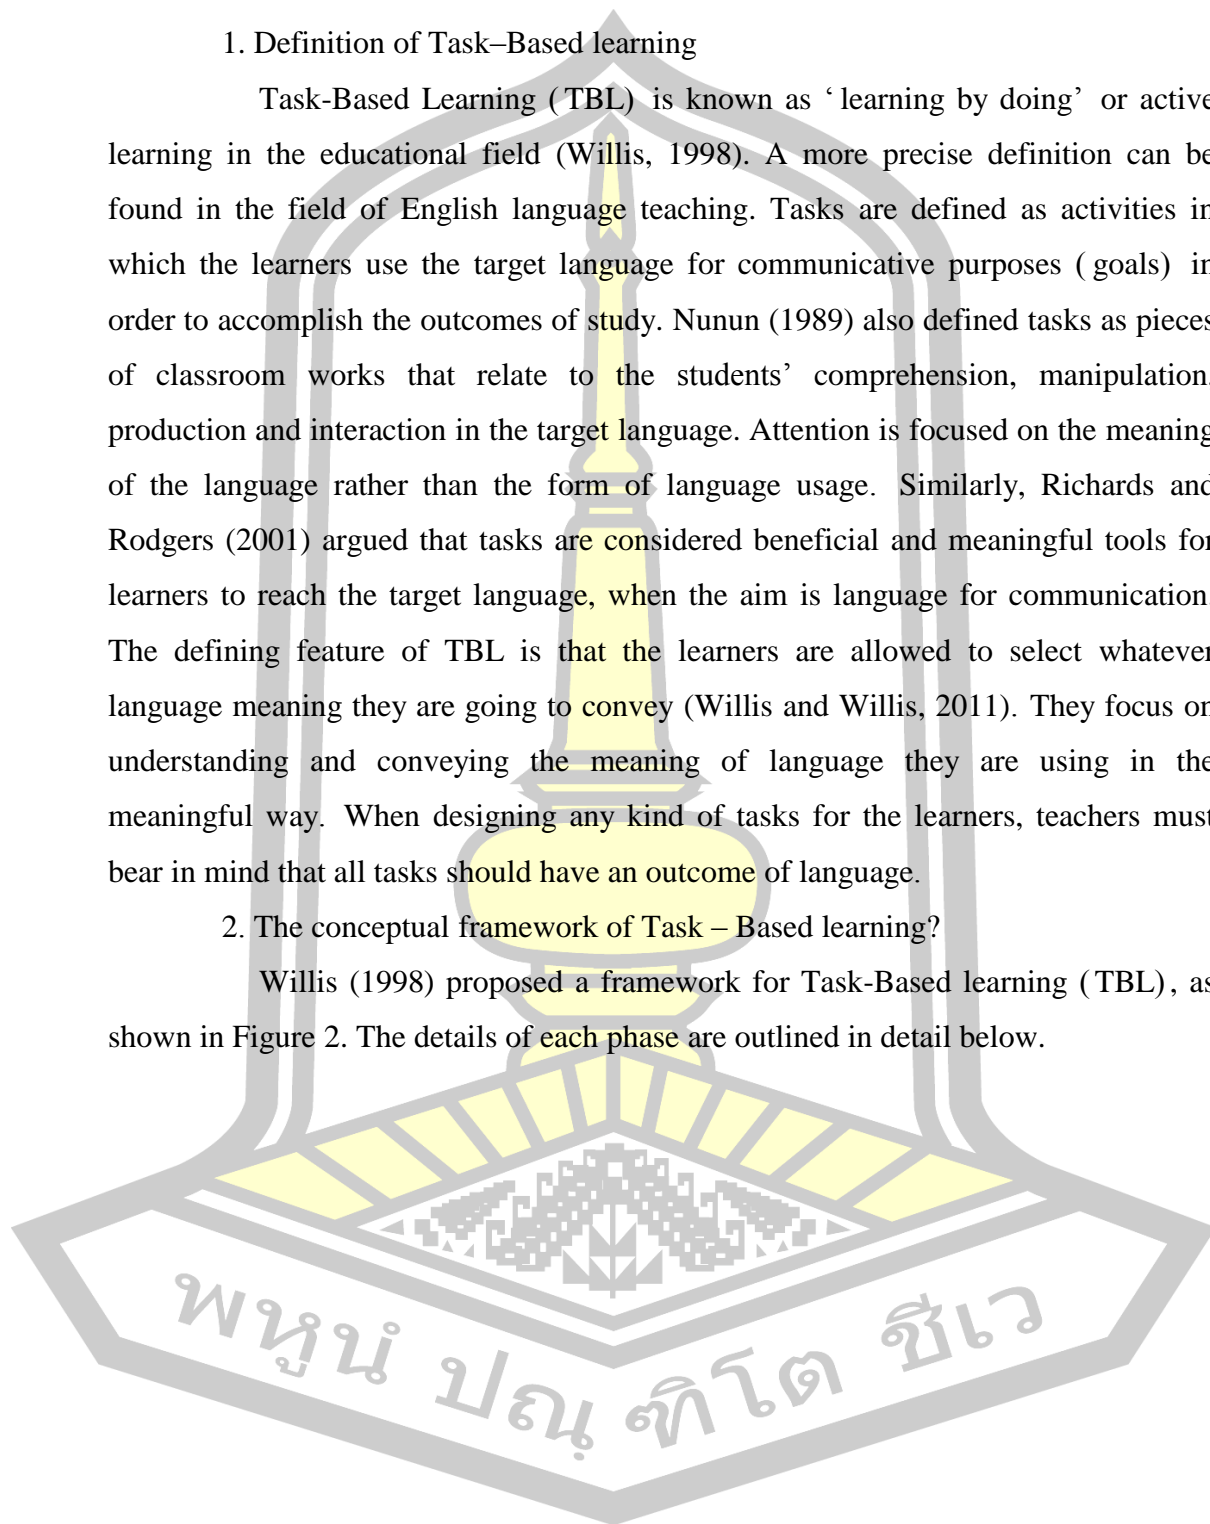 1. Definition of Task–Based learning
Task-Based Learning (TBL) is known as ‘learning by doing’ or active
learning in the educational field (Willis, 1998). A more precise definition can be
found in the field of English language teaching. Tasks are defined as activities in
which the learners use the target language for communicative purposes (goals) in
order to accomplish the outcomes of study. Nunun (1989) also defined tasks as pieces
of classroom works that relate to the students’ comprehension, manipulation,
production and interaction in the target language. Attention is focused on the meaning
of the language rather than the form of language usage. Similarly, Richards and
Rodgers (2001) argued that tasks are considered beneficial and meaningful tools for
learners to reach the target language, when the aim is language for communication.
The defining feature of TBL is that the learners are allowed to select whatever
language meaning they are going to convey (Willis and Willis, 2011). They focus on
understanding and conveying the meaning of language they are using in the
meaningful way. When designing any kind of tasks for the learners, teachers must
bear in mind that all tasks should have an outcome of language.
2. The conceptual framework of Task – Based learning?
Willis (1998) proposed a framework for Task-Based learning (TBL), as
shown in Figure 2. The details of each phase are outlined in detail below.
พหูนํ ปณฺฑิโต ชีเว